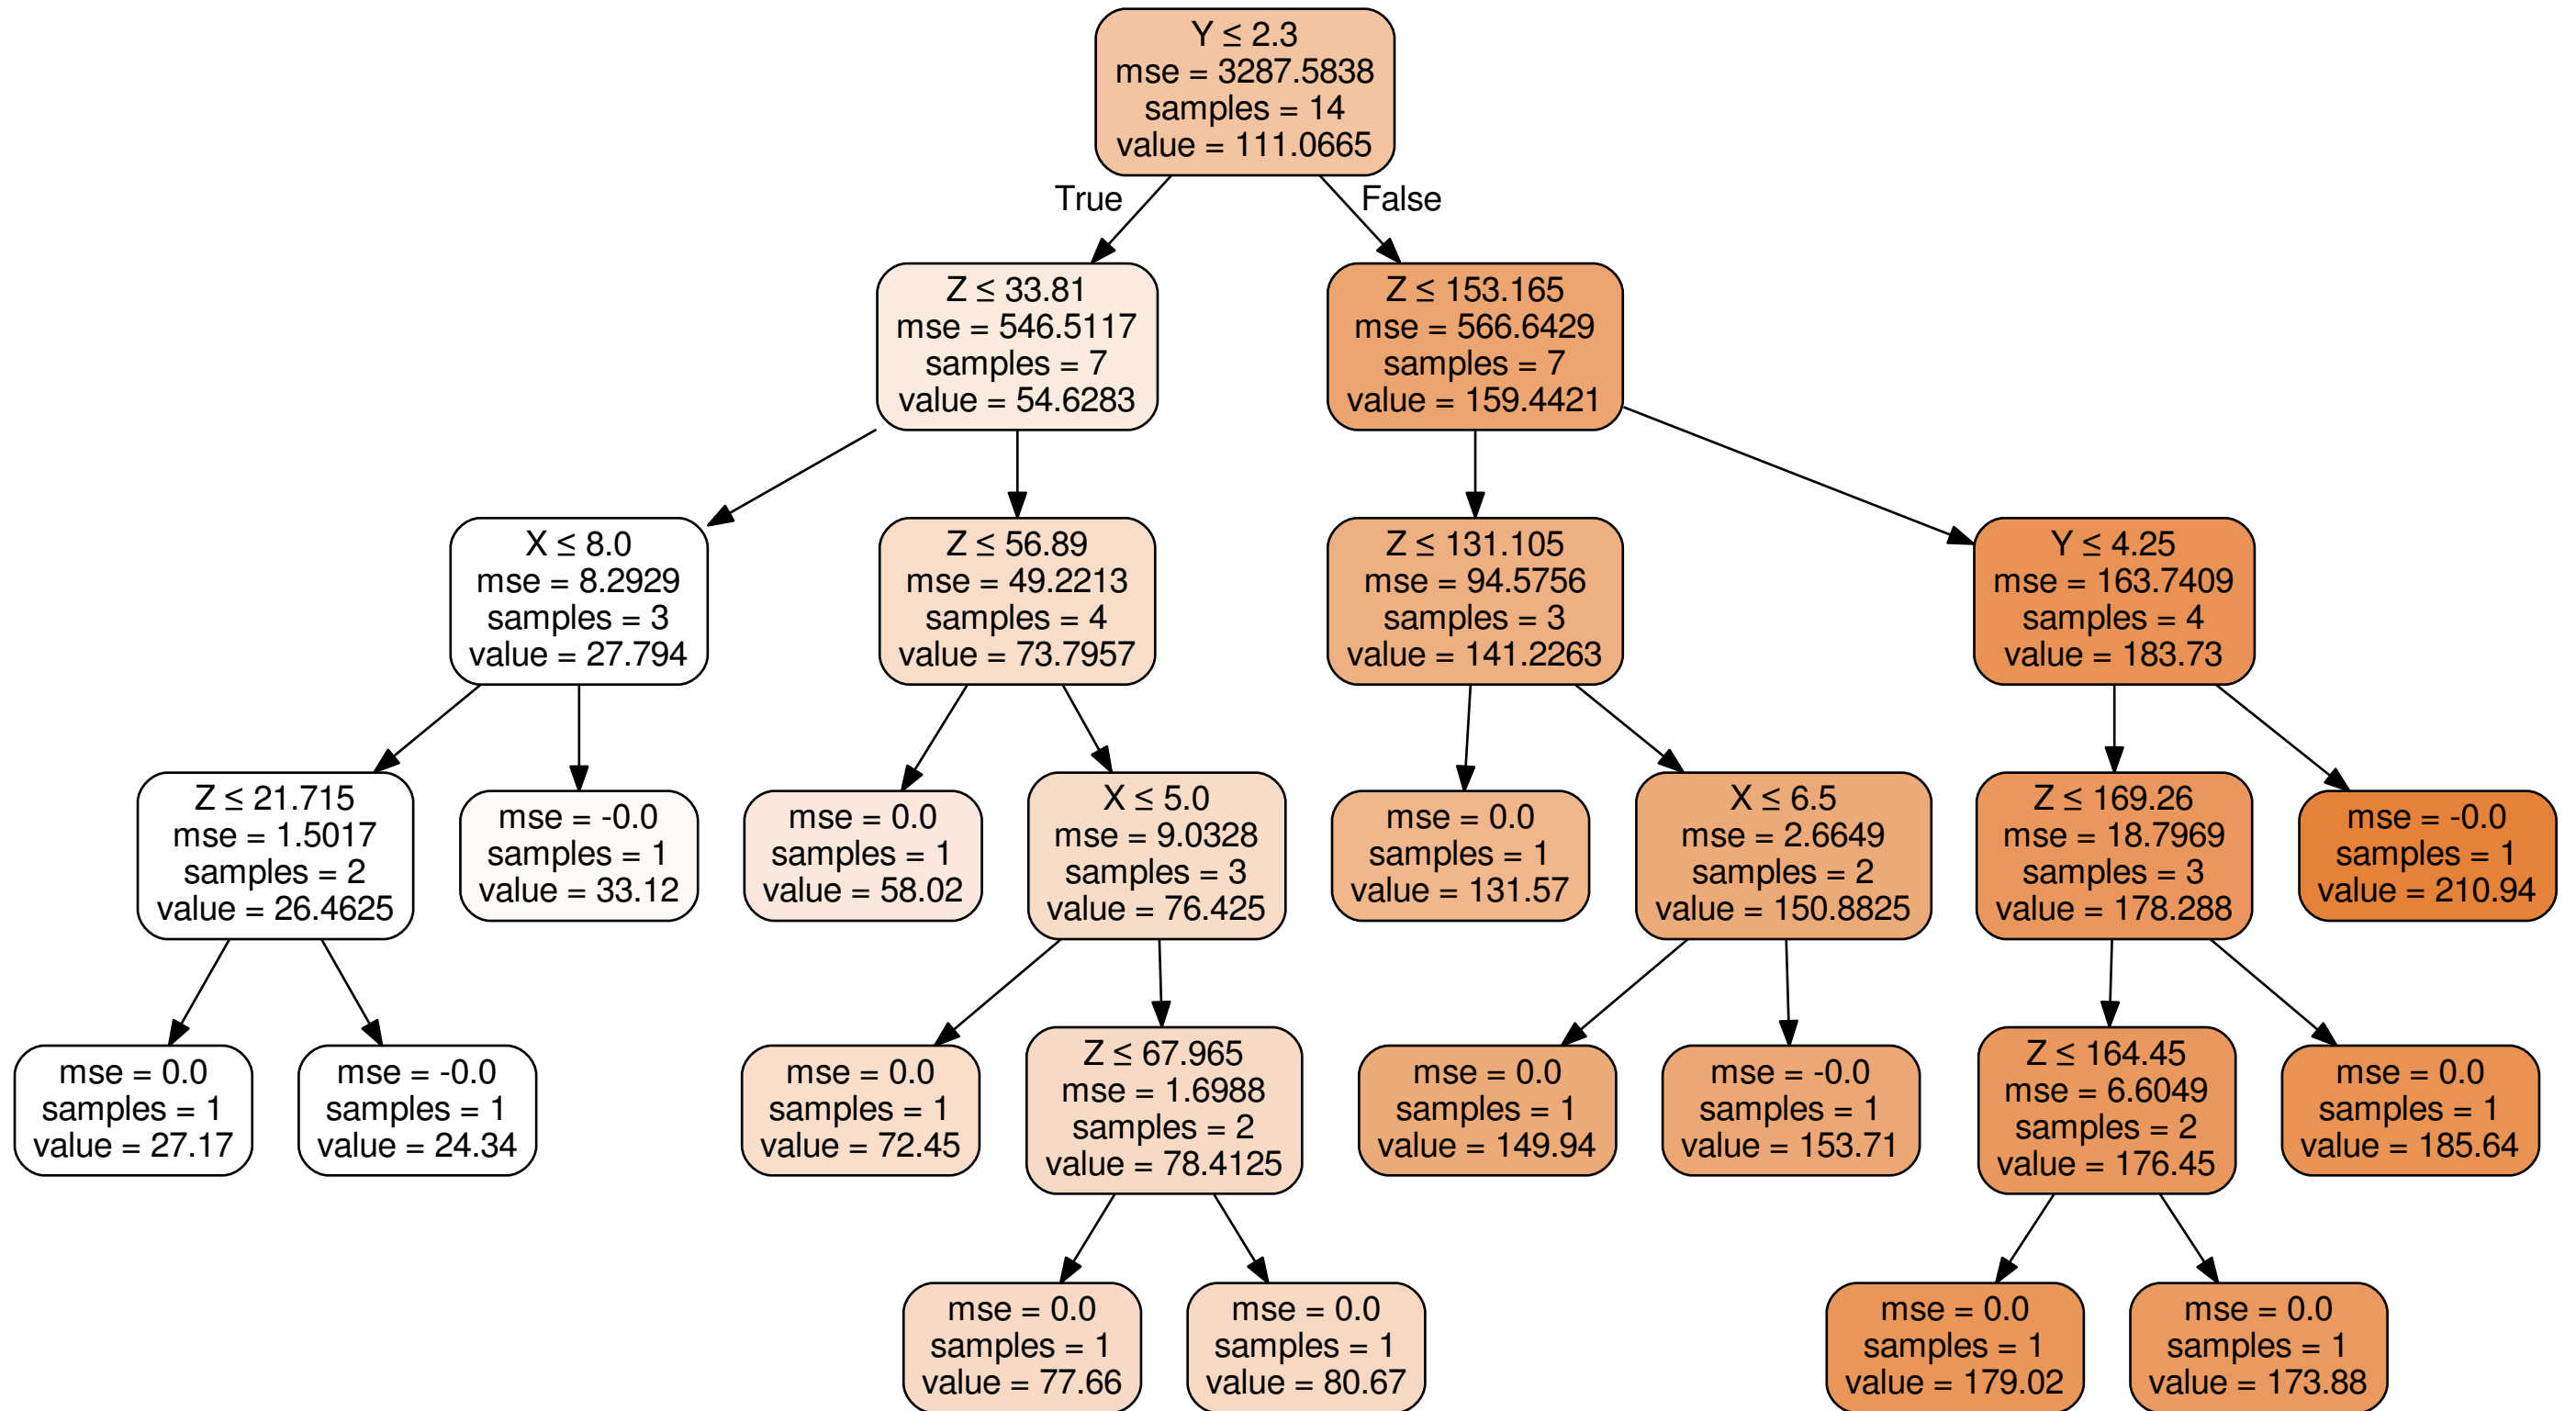 Y ≤ 2.3
mse = 3287.5838
samples = 14
value = 111.0665
True
False
Z ≤ 33.81
mse = 546.5117
samples = 7
value = 54.6283
Z ≤ 153.165
mse = 566.6429
samples = 7
value = 159.4421
X ≤ 8.0
mse = 8.2929
samples = 3
value = 27.794
Z ≤ 56.89
mse = 49.2213
samples = 4
value = 73.7957
Z ≤ 131.105
mse = 94.5756
samples = 3
value = 141.2263
Y ≤ 4.25
mse = 163.7409
samples = 4
value = 183.73
Z ≤ 21.715
mse = 1.5017
samples = 2
value = 26.4625
mse = -0.0
samples = 1
value = 33.12
mse = 0.0
samples = 1
value = 58.02
X ≤ 5.0
mse = 9.0328
samples = 3
value = 76.425
mse = 0.0
samples = 1
value = 131.57
X ≤ 6.5
mse = 2.6649
samples = 2
value = 150.8825
Z ≤ 169.26
mse = 18.7969
samples = 3
value = 178.288
mse = -0.0
samples = 1
value = 210.94
mse = 0.0
samples = 1
value = 27.17
mse = -0.0
samples = 1
value = 24.34
mse = 0.0
samples = 1
value = 72.45
Z ≤ 67.965
mse = 1.6988
samples = 2
value = 78.4125
mse = 0.0
samples = 1
value = 149.94
mse = -0.0
samples = 1
value = 153.71
Z ≤ 164.45
mse = 6.6049
samples = 2
value = 176.45
mse = 0.0
samples = 1
value = 185.64
mse = 0.0
samples = 1
value = 77.66
mse = 0.0
samples = 1
value = 80.67
mse = 0.0
samples = 1
value = 179.02
mse = 0.0
samples = 1
value = 173.88